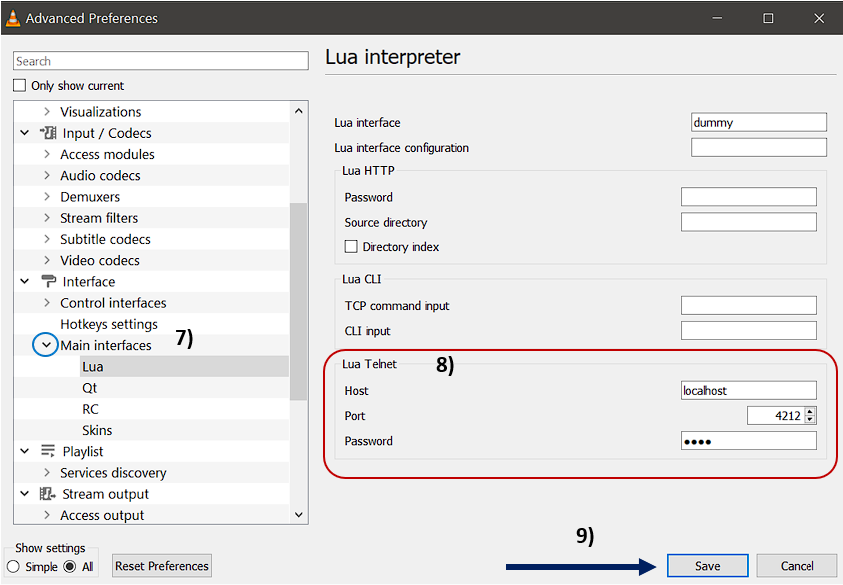 Advanced Preferences
Search
Only show current
Visualizations
Input / Codecs
Access modules
Audio codecs
Demuxers
Stream filters
Subtitle codecs
Video codecs
Interface
Control interfaces
Hotkeys settings
Main interfaces
7)
Lua
Qt
RC
Skins
Playlist
Services discovery
Stream output
Access output
Lua interpreter
Lua interface dummy
Lua interface configuration
Lua HTTP
Password
Source directory
Directory index
Lua CLI
TCP command input
CLI input
Lua Telnet 8)
Host localhost
Port 4212
Password ••••
Show settings
Simple All
Reset Preferences
9)
Save Cancel